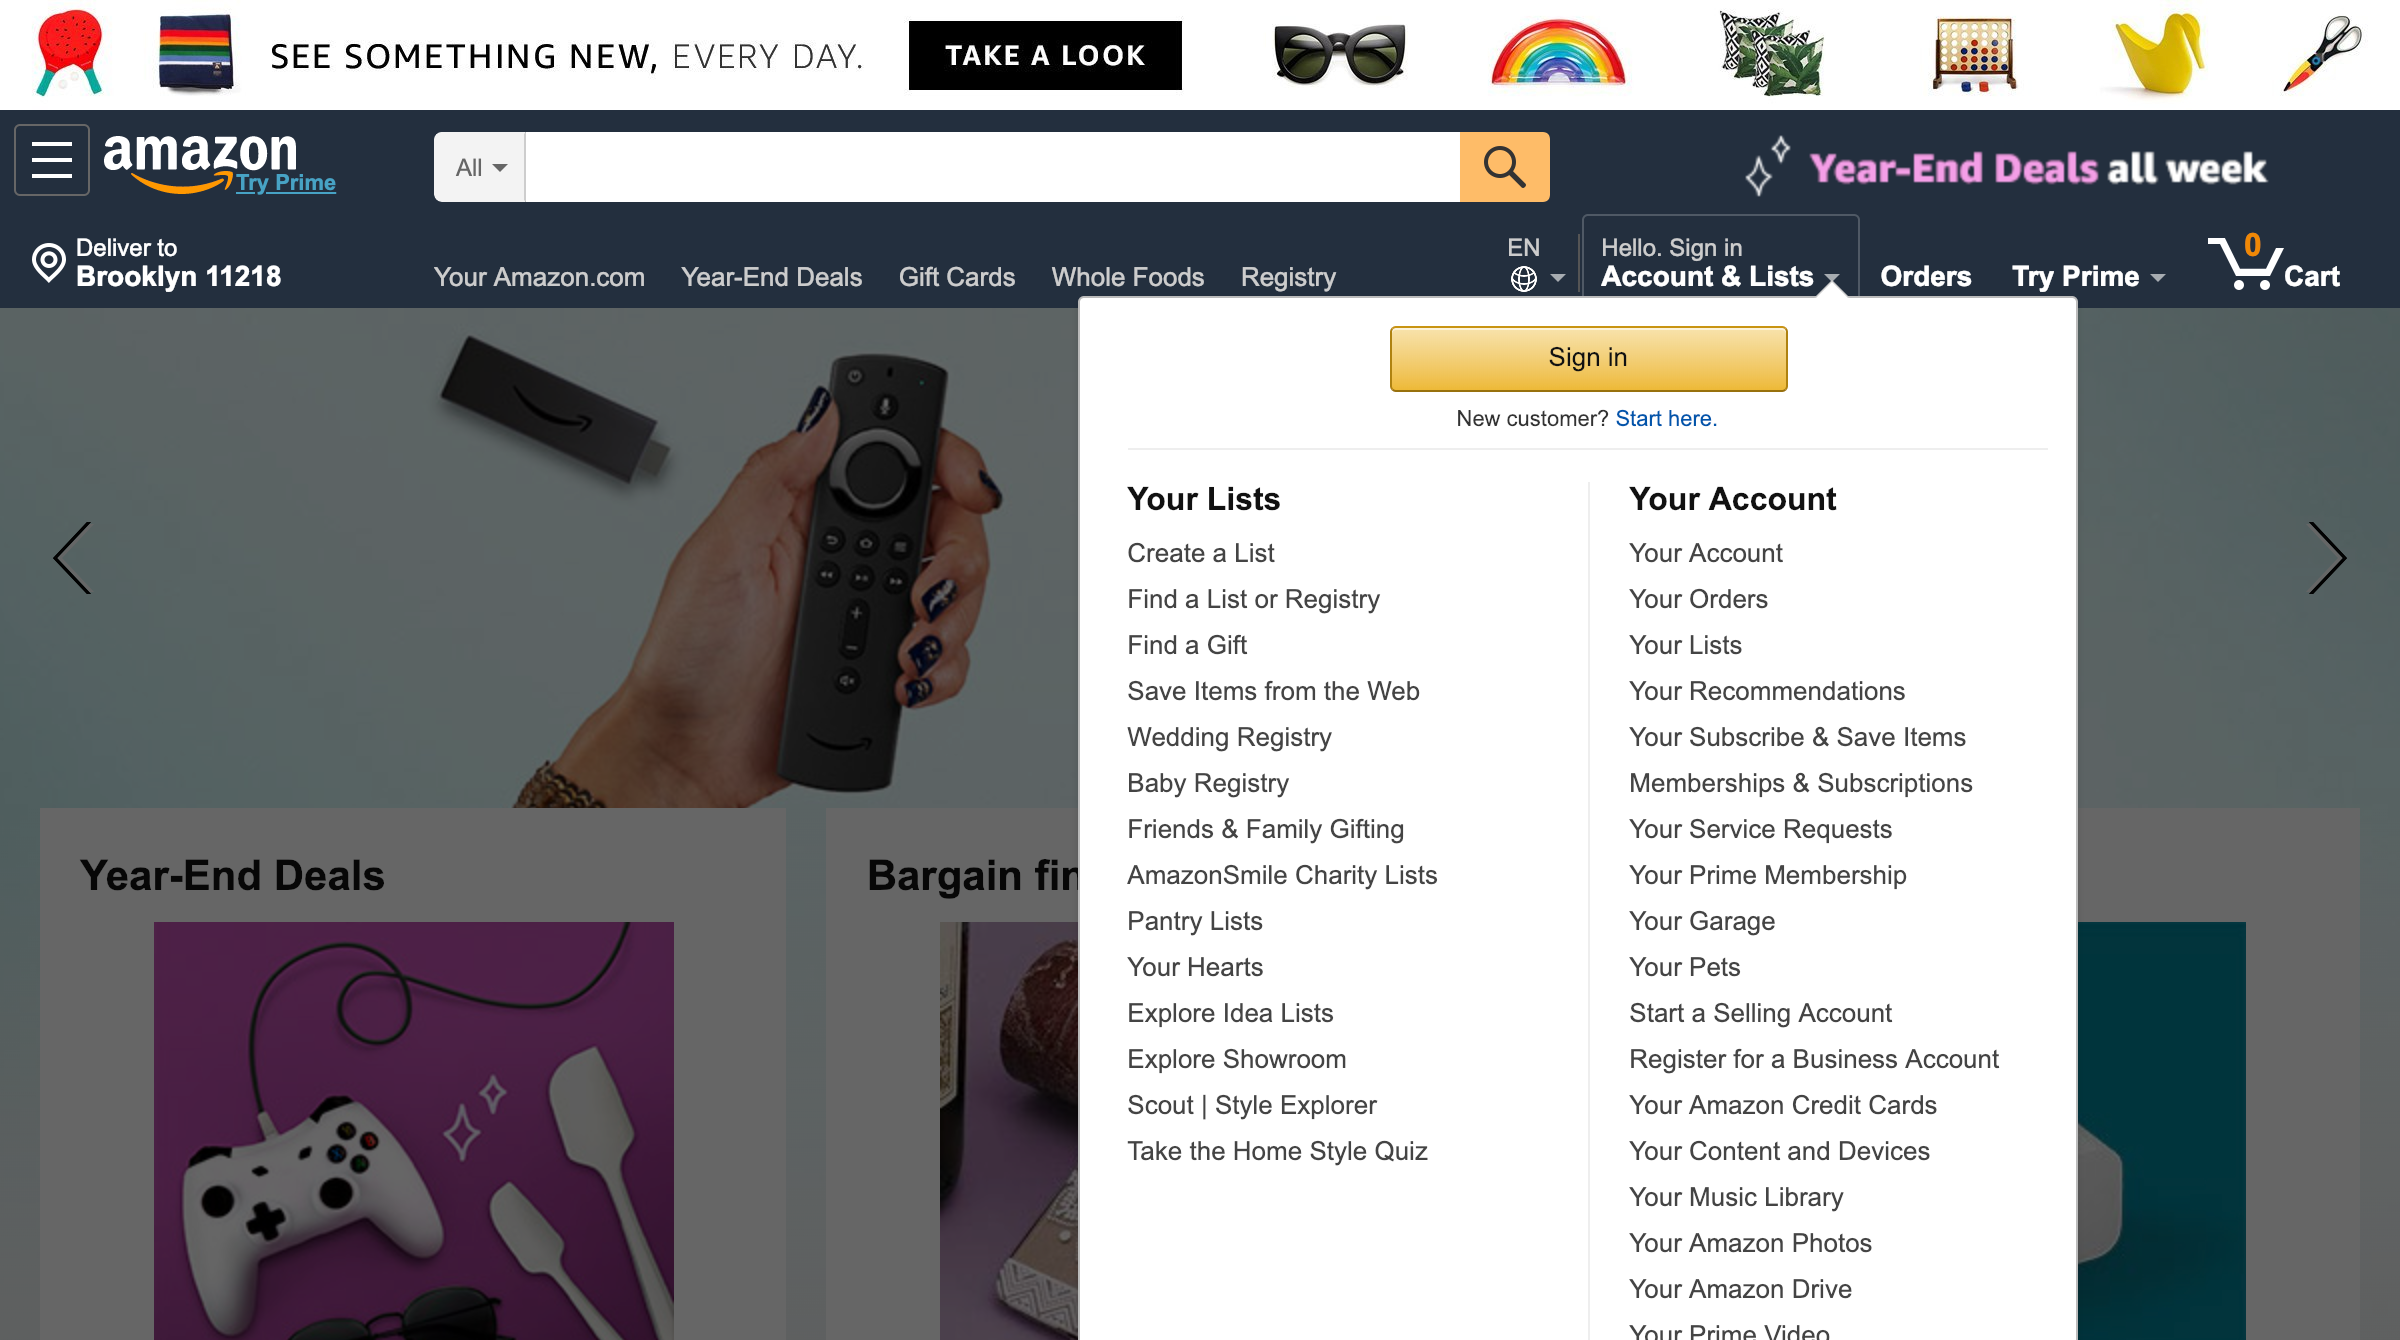 SEE SOMETHING NEW, EVERY DAY.
TAKE A LOOK
amazon
Try Prime
All
Year-End Deals all week
Deliver to
Brooklyn 11218
Your Amazon.com
Year-End Deals
Gift Cards
Whole Foods
Registry
EN
Hello. Sign in
Account & Lists
Orders
Try Prime
0
Cart
Sign in
New customer? Start here.
Your Lists
Create a List
Find a List or Registry
Find a Gift
Save Items from the Web
Wedding Registry
Baby Registry
Friends & Family Gifting
AmazonSmile Charity Lists
Pantry Lists
Your Hearts
Explore Idea Lists
Explore Showroom
Scout | Style Explorer
Take the Home Style Quiz
Your Account
Your Account
Your Orders
Your Lists
Your Recommendations
Your Subscribe & Save Items
Memberships & Subscriptions
Your Service Requests
Your Prime Membership
Your Garage
Your Pets
Start a Selling Account
Register for a Business Account
Your Amazon Credit Cards
Your Content and Devices
Your Music Library
Your Amazon Photos
Your Amazon Drive
Your Prime Video
Year-End Deals
Bargain fin